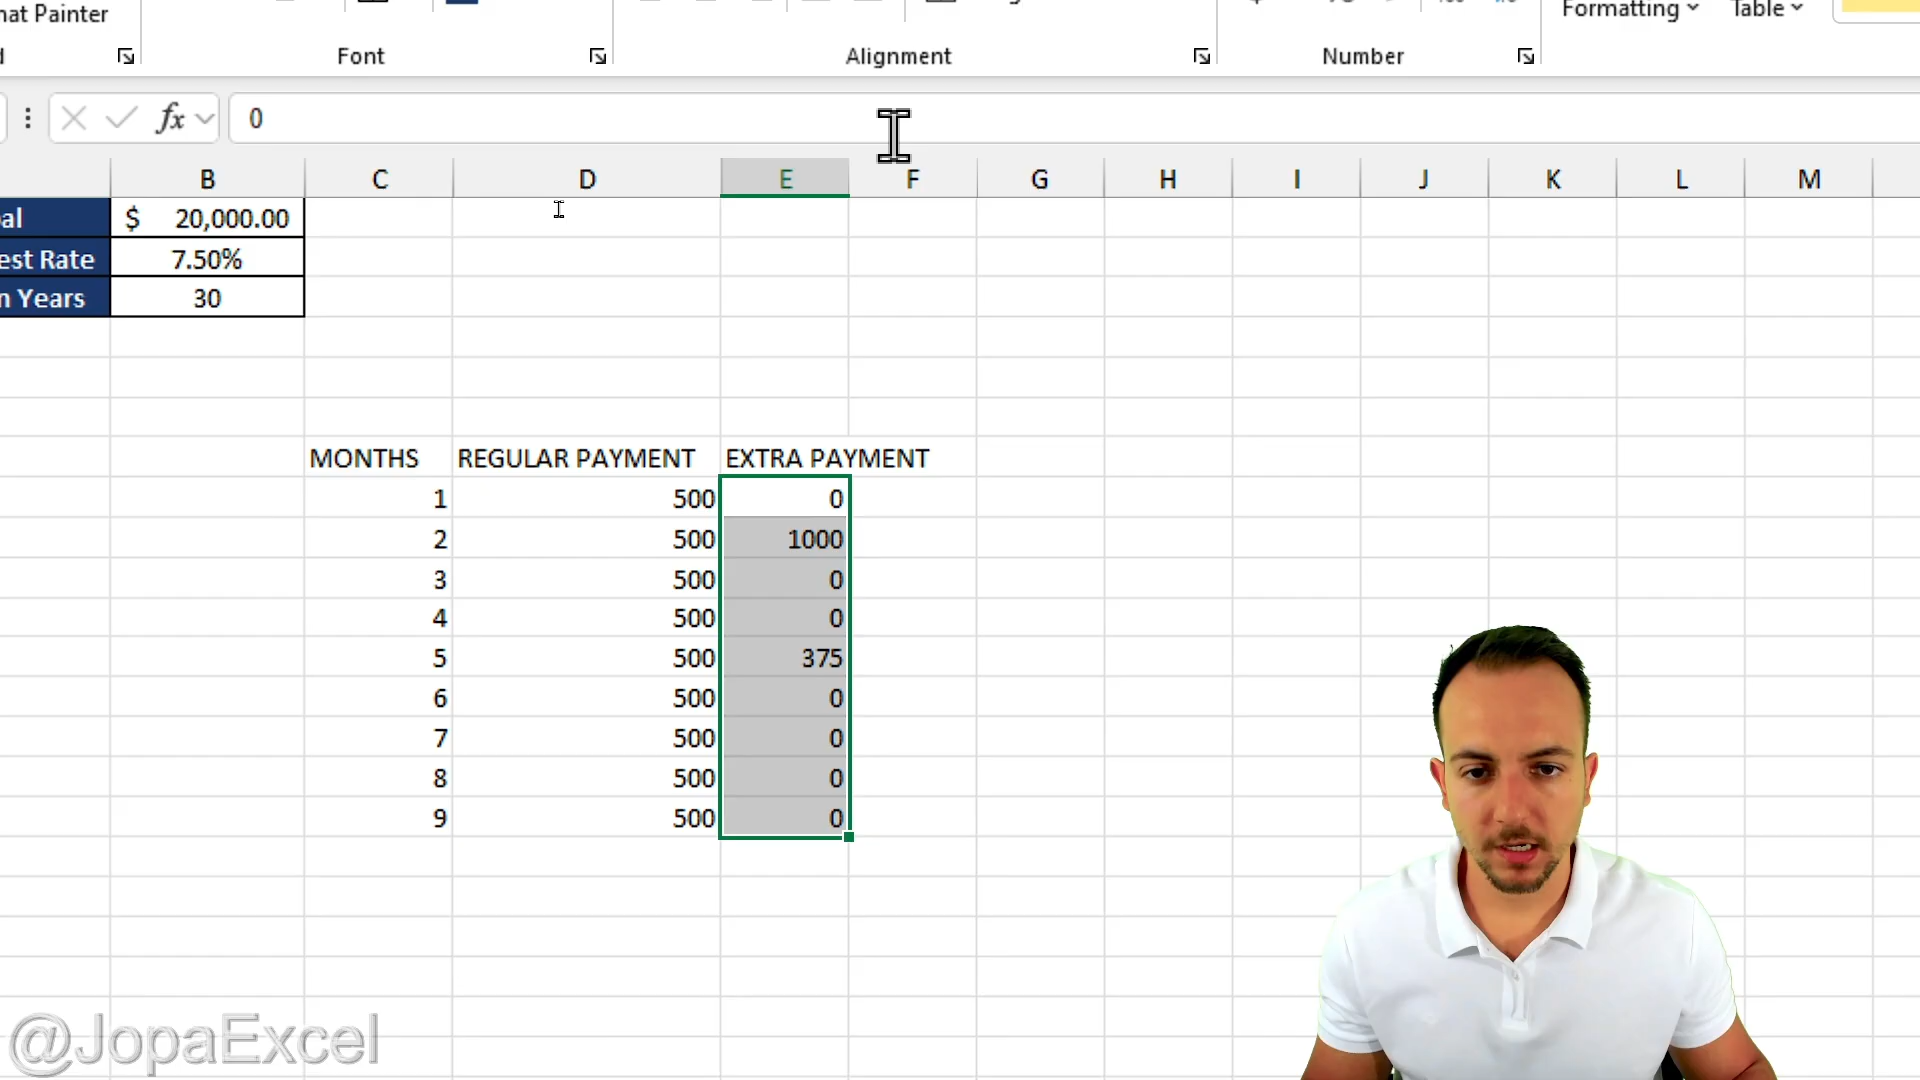 nat Painter
Formatting
Table
Font
Alignment
Number
fx
0
B C D E F G H I J K L M
al $ 20,000.00
est Rate 7.50%
n Years 30
MONTHS REGULAR PAYMENT EXTRA PAYMENT
1 500 0
2 500 1000
3 500 0
4 500 0
5 500 375
6 500 0
7 500 0
8 500 0
9 500 0
@JopaExcel